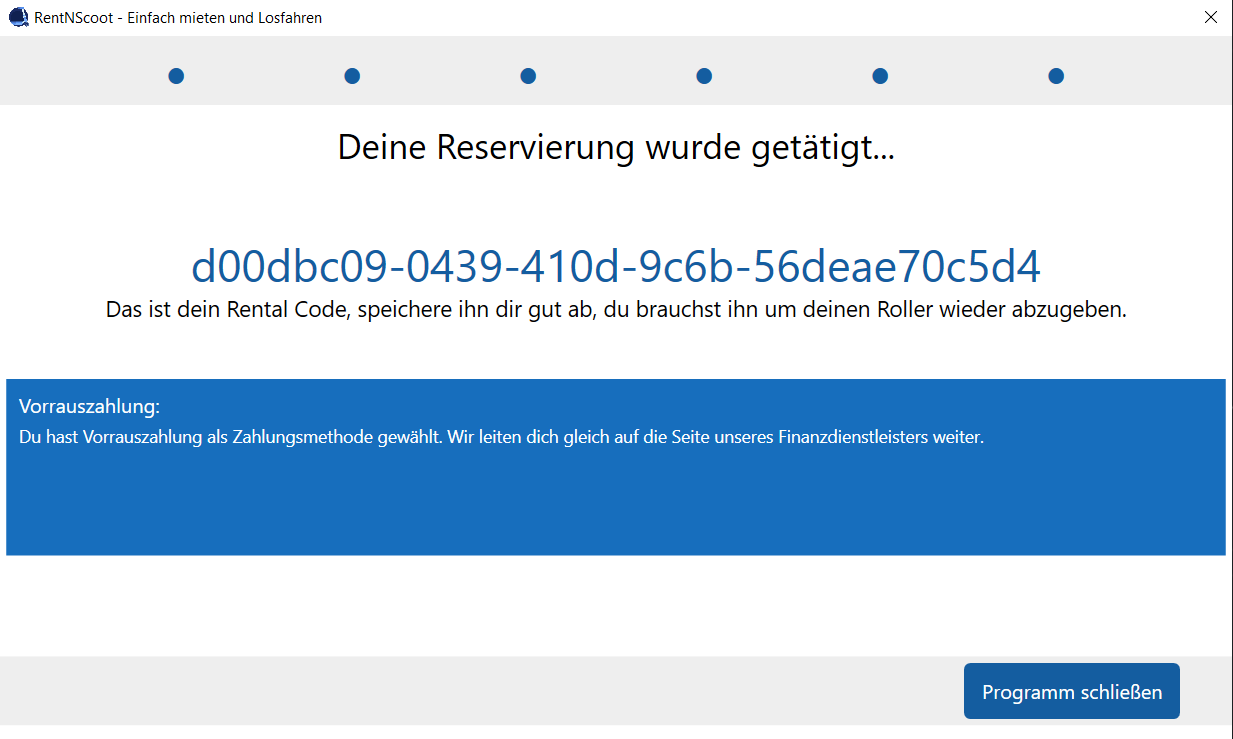 RentNScoot - Einfach mieten und Losfahren
Deine Reservierung wurde getätigt...
d00dbc09-0439-410d-9c6b-56deae70c5d4
Das ist dein Rental Code, speichere ihn dir gut ab, du brauchst ihn um deinen Roller wieder abzugeben.
Vorrauszahlung:
Du hast Vorrauszahlung als Zahlungsmethode gewählt. Wir leiten dich gleich auf die Seite unseres Finanzdienstleisters weiter.
Programm schließen